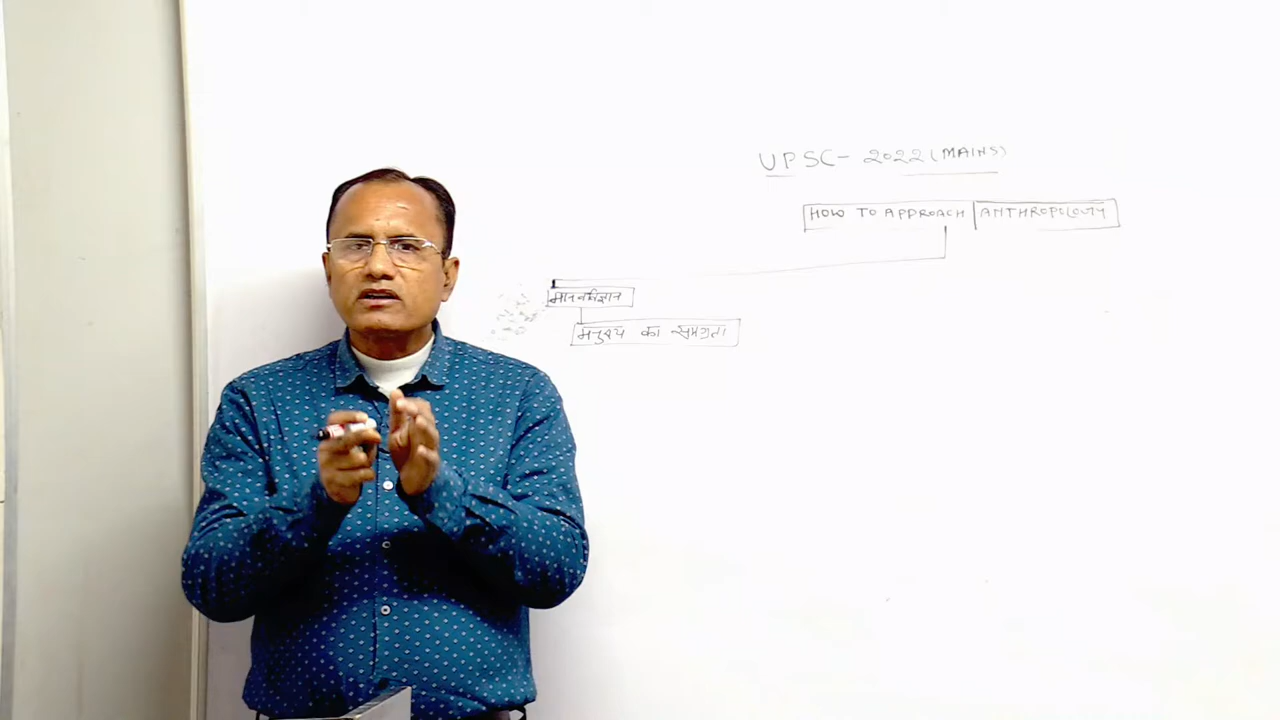 UPSC- 2022 (MAINS)
HOW TO APPROACH ANTHROPOLOGY
मानवविज्ञान
मनुष्य का समग्रता